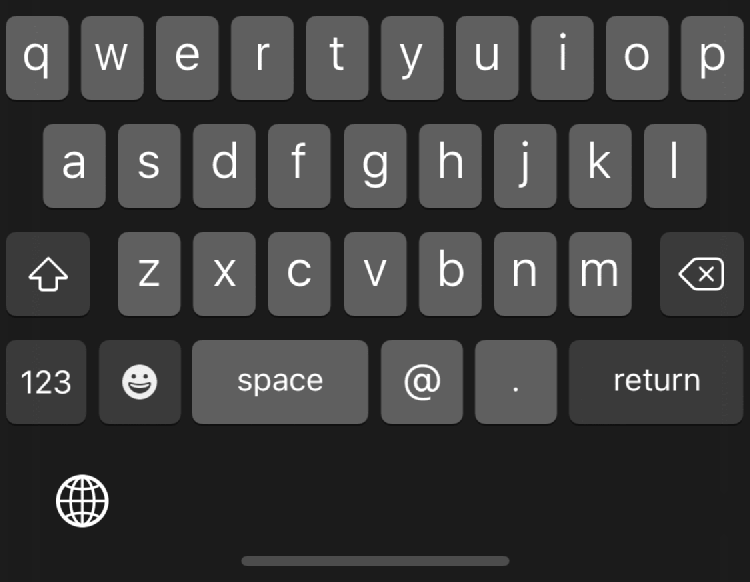 q w e r t y u i o p
a s d f g h j k l
z x c v b n m
123 space @ . return